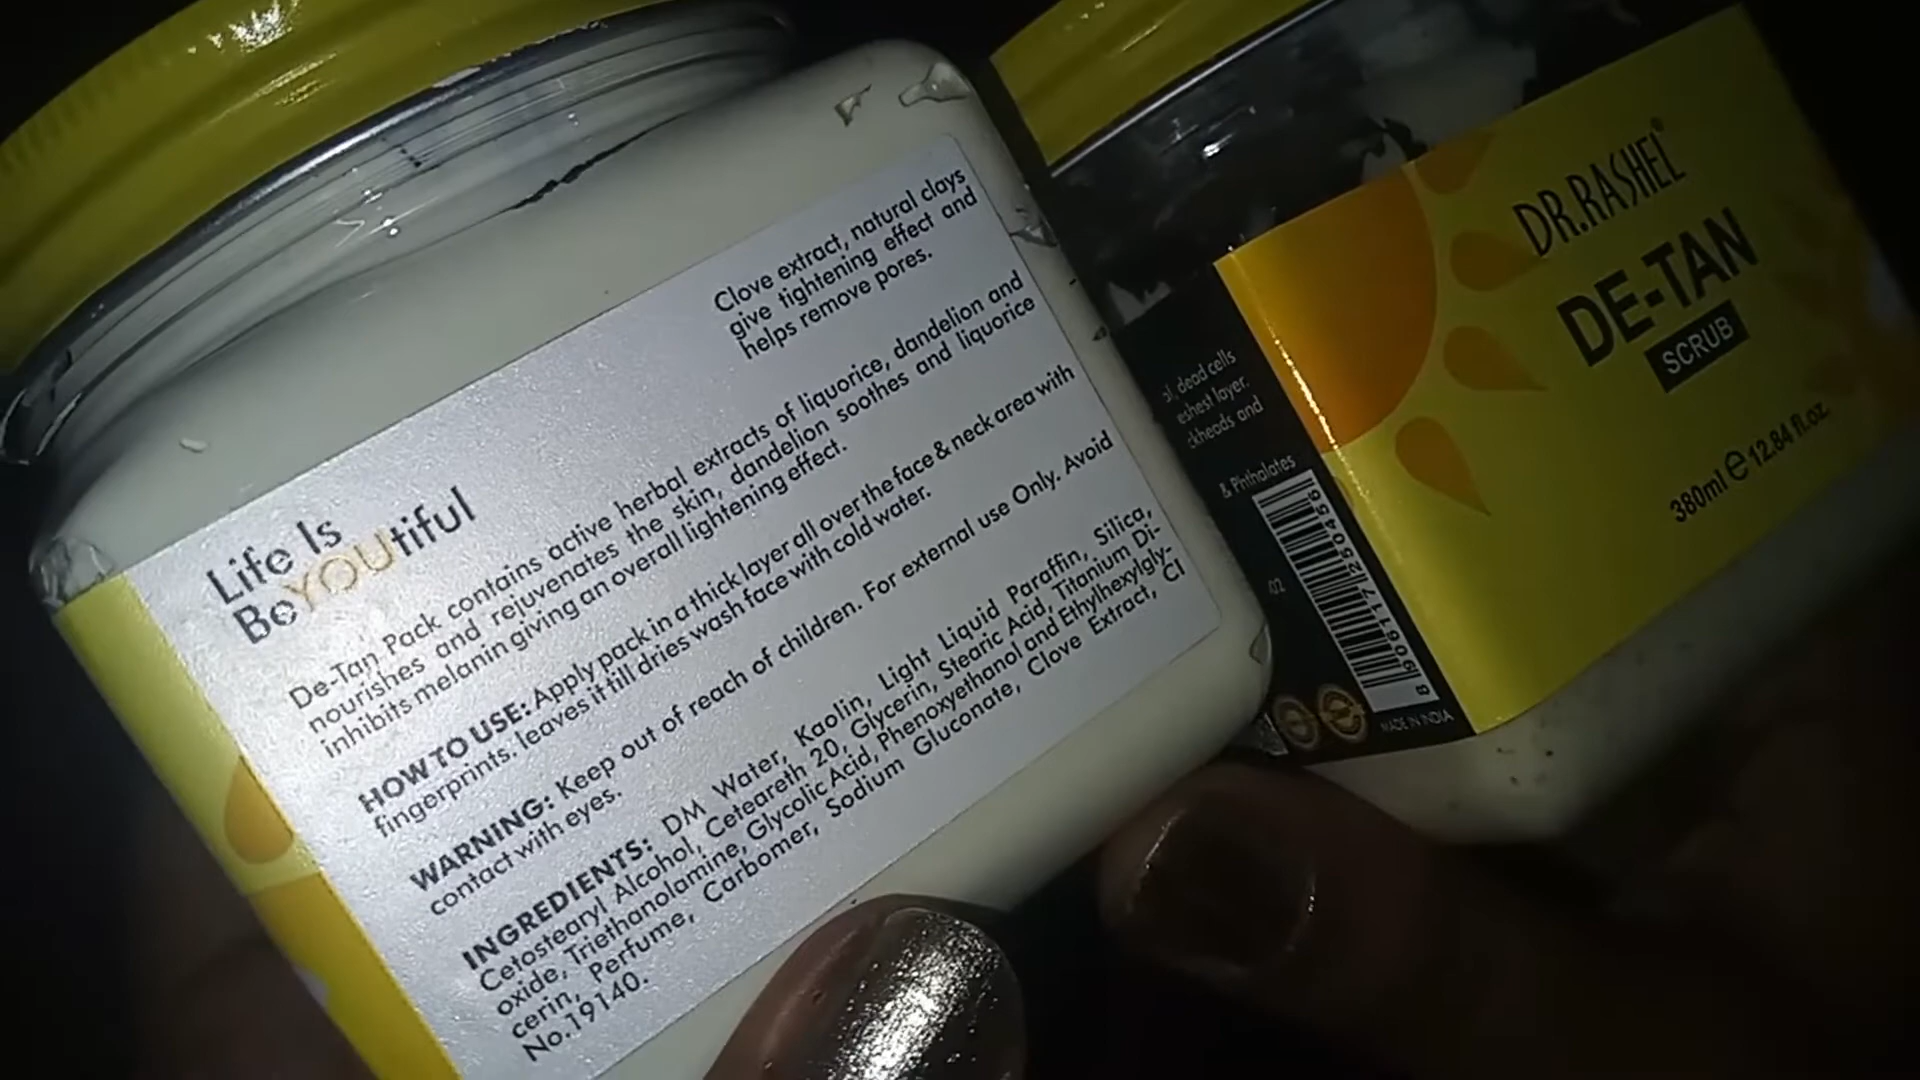 Clove extract, natural clays
give tightening effect and
helps remove pores.
Life Is
BeYOUtiful
De-Tan Pack contains active herbal extracts of liquorice, dandelion and
nourishes and rejuvenates the skin, dandelion soothes and liquorice
inhibits melanin giving an overall lightening effect.
HOW TO USE: Apply pack in a thick layer all over the face & neck area with
fingerprints. leaves it till dries wash face with cold water.
WARNING: Keep out of reach of children. For external use Only. Avoid
contact with eyes.
INGREDIENTS: DM Water, Kaolin, Light Liquid Paraffin, Silica,
Cetostearyl Alcohol, Ceteareth 20, Glycerin, Stearic Acid, Titanium Di-
oxide, Triethanolamine, Glycolic Acid, Phenoxyethanol and Ethylhexylgly-
cerin, Perfume, Carbomer, Sodium Gluconate, Clove Extract, CI
No.19140.
DR.RASHEL®
DE-TAN
SCRUB
380ml e 12.84 fl.oz.
dead cells
layer.
and
& Phthalates
8 906117 250456
MADE IN INDIA